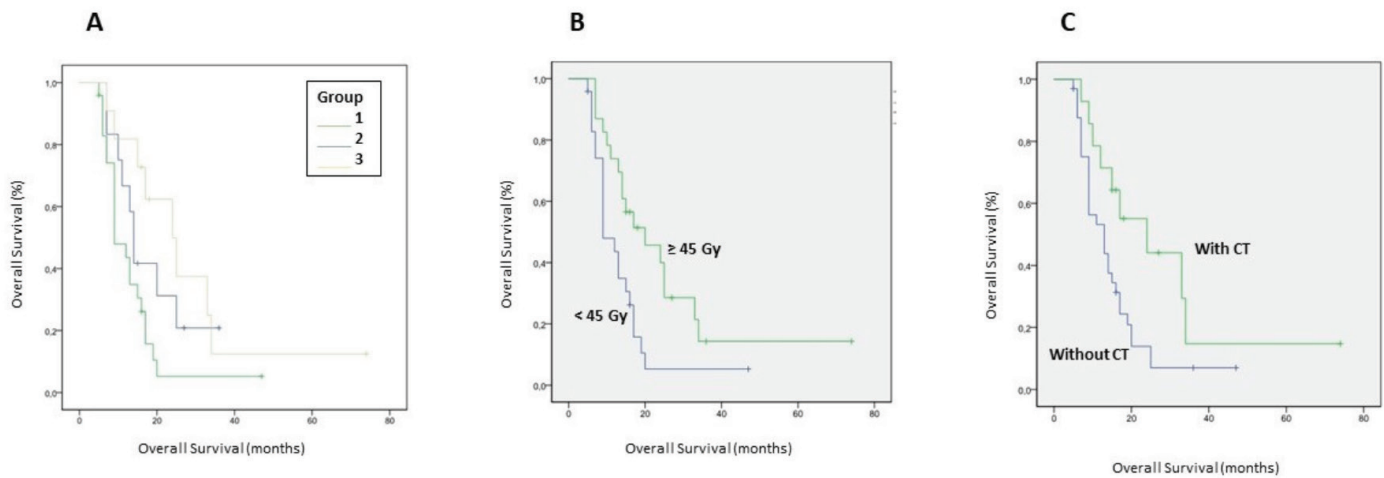 A
Overall Survival (%)
1,0
0,8
0,6
0,4
0,2
0,0
Group
1
2
3
0 20 40 60 80
Overall Survival (months)
B
Overall Survival (%)
1,0
0,8
0,6
0,4
0,2
0,0
≥ 45 Gy
< 45 Gy
0 20 40 60 80
Overall Survival (months)
C
Overall Survival (%)
1,0
0,8
0,6
0,4
0,2
0,0
With CT
Without CT
0 20 40 60 80
Overall Survival (months)